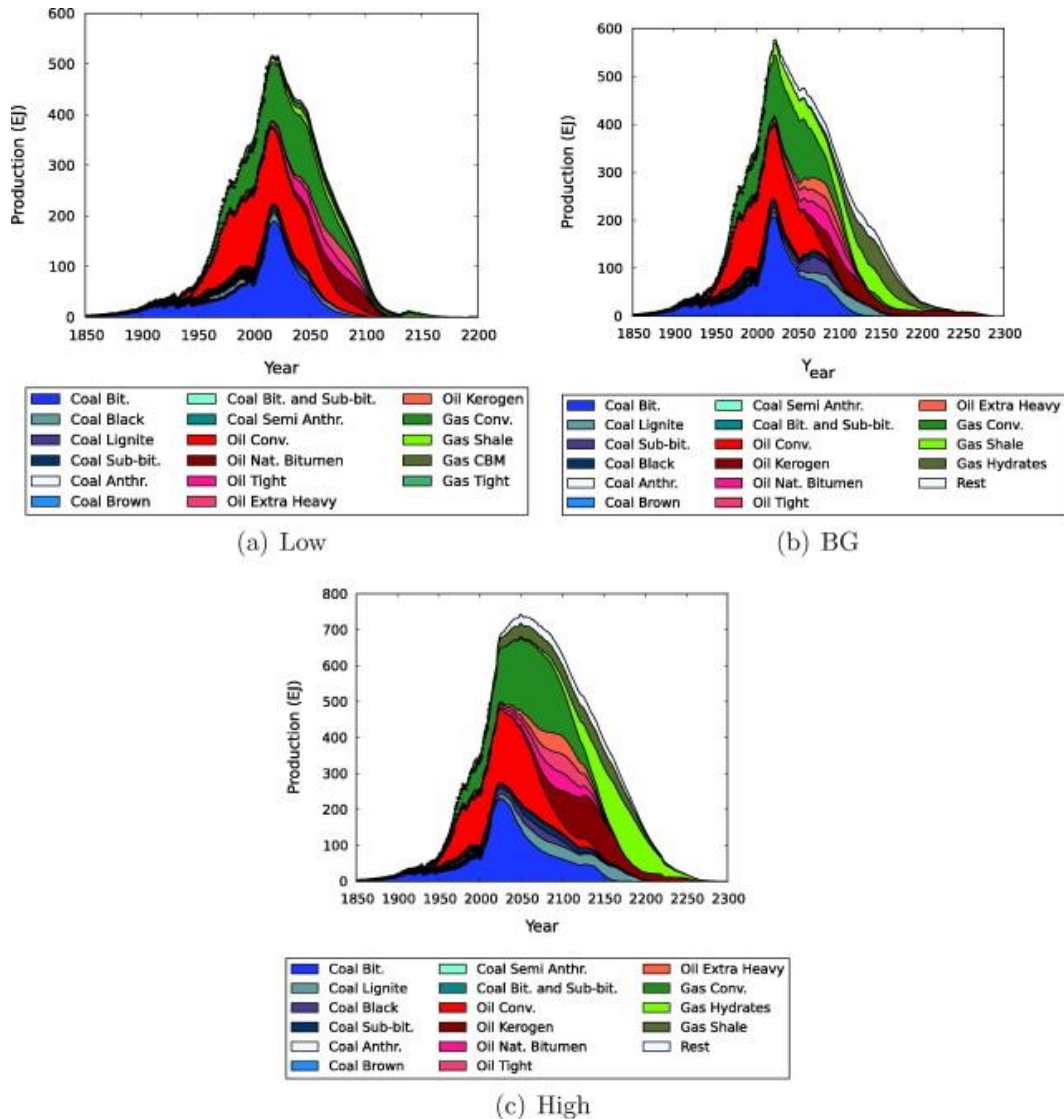 600
500
400
300
200
100
0
Production (EJ)
1850 1900 1950 2000 2050 2100 2150 2200
Year
Coal Bit. Coal Bit. and Sub-bit. Oil Kerogen
Coal Black Coal Semi Anthr. Gas Conv.
Coal Lignite Oil Conv. Gas Shale
Coal Sub-bit. Oil Nat. Bitumen Gas CBM
Coal Anthr. Oil Tight Gas Tight
Coal Brown Oil Extra Heavy
(a) Low
600
500
400
300
200
100
0
Production (EJ)
1850 1900 1950 2000 2050 2100 2150 2200 2250 2300
Year
Coal Bit. Coal Semi Anthr. Oil Extra Heavy
Coal Lignite Coal Bit. and Sub-bit. Gas Conv.
Coal Sub-bit. Oil Conv. Gas Shale
Coal Black Oil Kerogen Gas Hydrates
Coal Anthr. Oil Nat. Bitumen Rest
Coal Brown Oil Tight
(b) BG
800
700
600
500
400
300
200
100
0
Production (EJ)
1850 1900 1950 2000 2050 2100 2150 2200 2250 2300
Year
Coal Bit. Coal Semi Anthr. Oil Extra Heavy
Coal Lignite Coal Bit. and Sub-bit. Gas Conv.
Coal Black Oil Conv. Gas Hydrates
Coal Sub-bit. Oil Kerogen Gas Shale
Coal Anthr. Oil Nat. Bitumen Rest
Coal Brown Oil Tight
(c) High